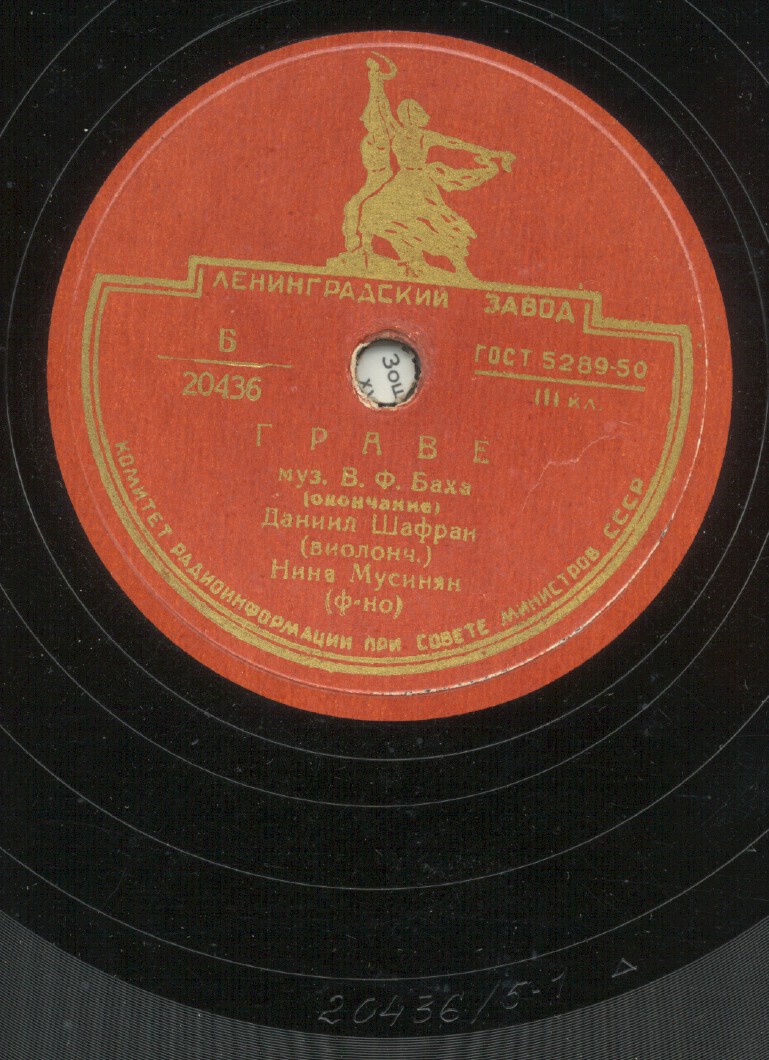 ЛЕНИНГРАДСКИЙ ЗАВОД
Б
20436
ГОСТ 5289-50
III кл.
ГРАВЕ
муз. В. Ф. Баха
(окончание)
Даниил Шафран
(виолонч.)
Нина Мусинян
(ф-но)
КОМИТЕТ РАДИОИНФОРМАЦИИ ПРИ СОВЕТЕ МИНИСТРОВ СССР
20436/5-1